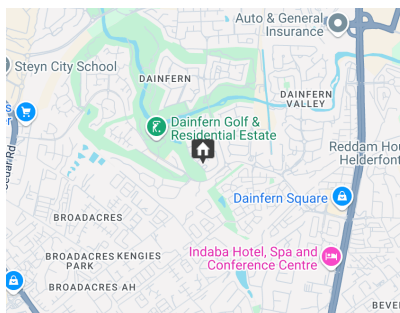 Auto & General
Insurance
Steyn City School
DAINFERN
DAINFERN
VALLEY
Dainfern Golf &
Residential Estate
Reddam Hou
Helderfont
Dainfern Square
BROADACRES
Indaba Hotel, Spa and
Conference Centre
BROADACRES
PARK
KENGIES
BROADACRES AH
BEVER